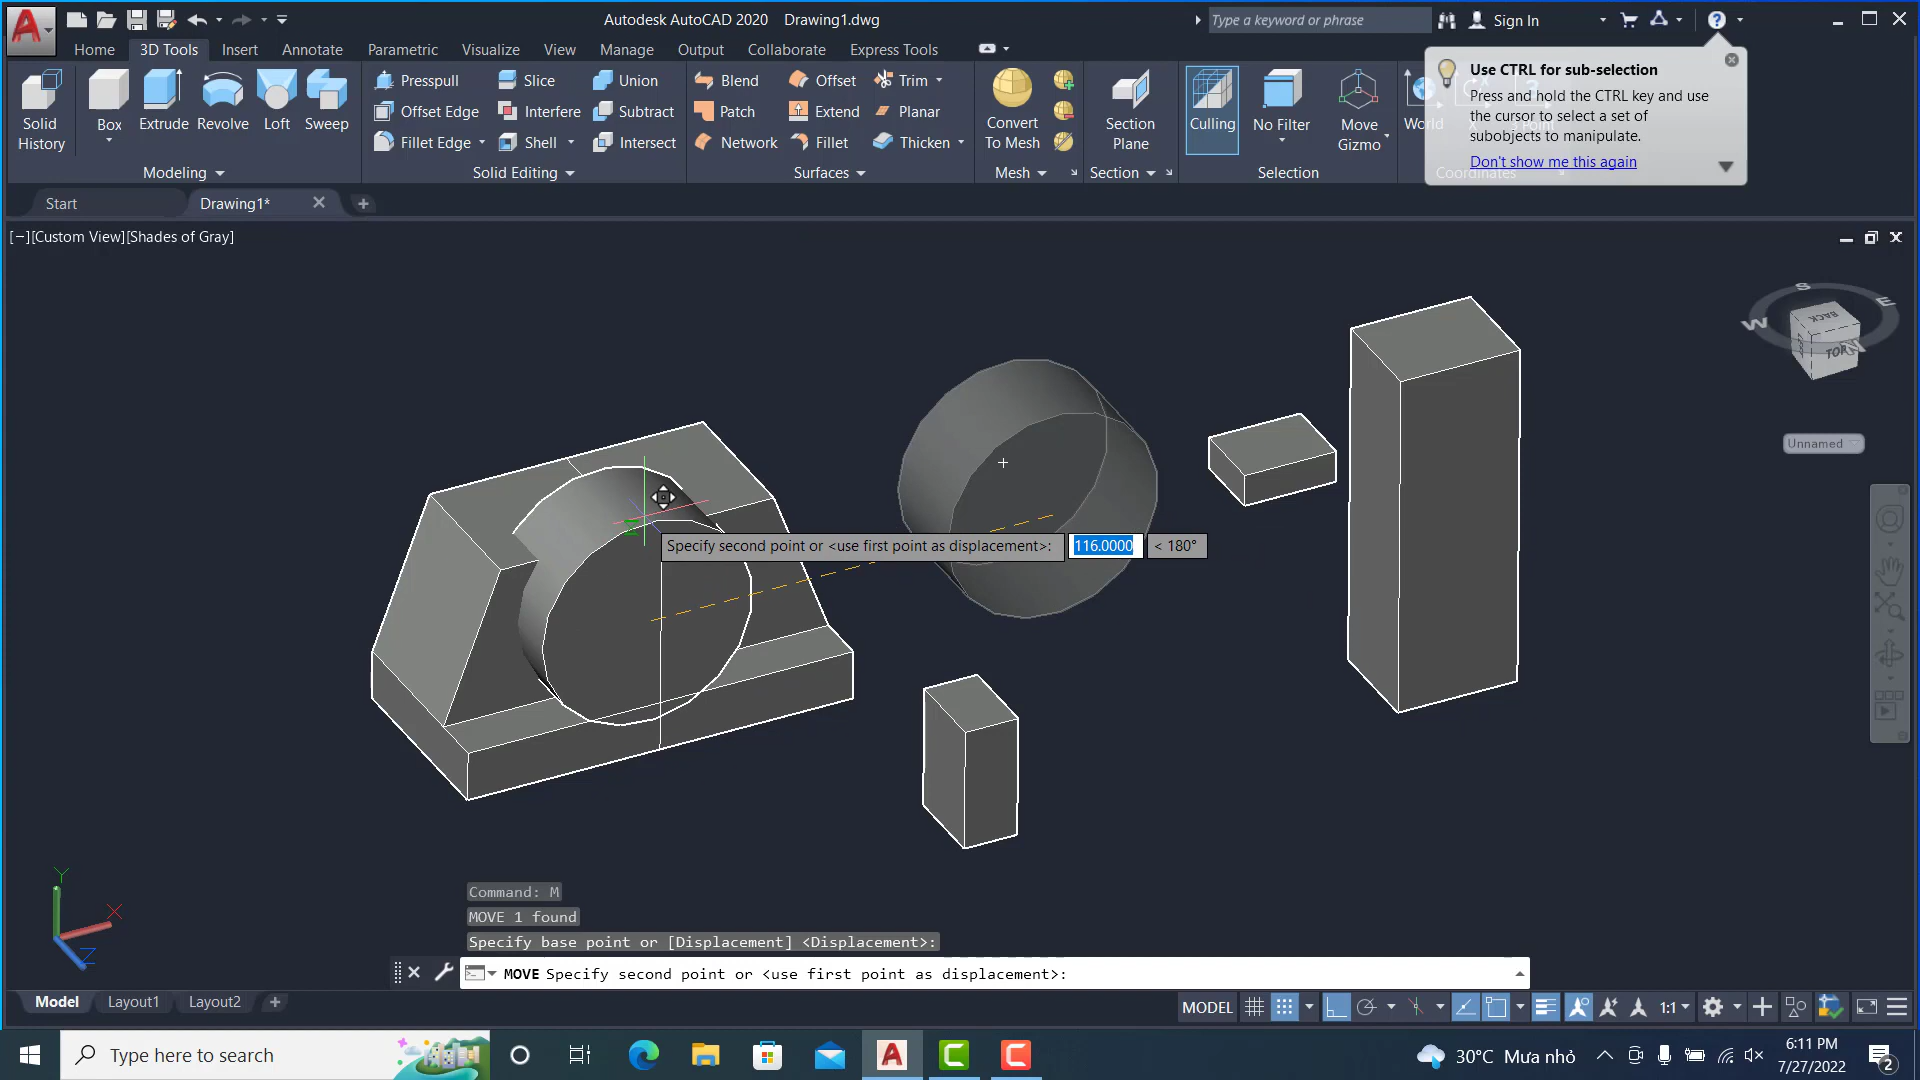 Autodesk AutoCAD 2020 Drawing1.dwg
Type a keyword or phrase
Sign In
Home 3D Tools Insert Annotate Parametric Visualize View Manage Output Collaborate Express Tools
Solid History
Box
Extrude
Revolve
Loft
Sweep
Modeling
Presspull
Offset Edge
Fillet Edge
Slice
Interfere
Shell
Union
Subtract
Intersect
Solid Editing
Blend
Patch
Network
Offset
Extend
Fillet
Trim
Planar
Thicken
Surfaces
Convert To Mesh
Mesh
Section Plane
Section
Culling
No Filter
Move Gizmo
Selection
World
Coordinates
Use CTRL for sub-selection
Press and hold the CTRL key and use
the cursor to select a set of
subobjects to manipulate.
Don't show me this again
Start
Drawing1*
[−][Custom View][Shades of Gray]
S
E
W
BACK
TOP
N
Unnamed
Specify second point or <use first point as displacement>: 116.0000 < 180°
Y
X
Z
Command: M
MOVE 1 found
Specify base point or [Displacement] <Displacement>:
MOVE Specify second point or <use first point as displacement>:
Model Layout1 Layout2
MODEL
1:1
Type here to search
30°C Mưa nhỏ
6:11 PM
7/27/2022
2